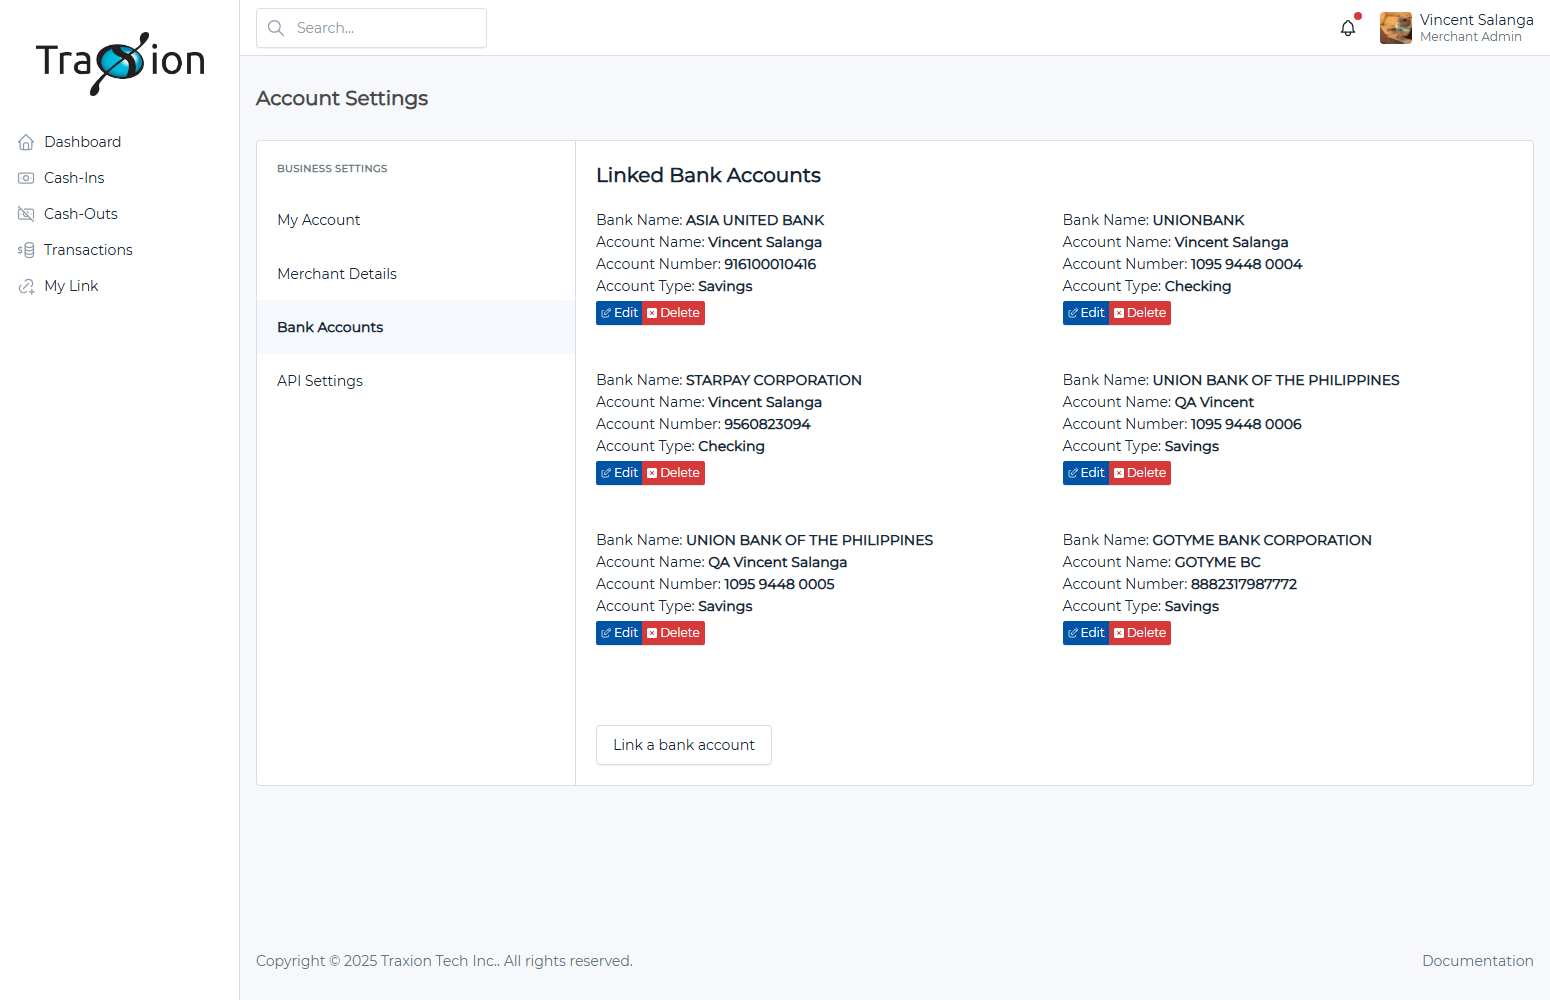 Traxion
Dashboard
Cash-Ins
Cash-Outs
Transactions
My Link
Search...
Vincent Salanga
Merchant Admin
Account Settings
BUSINESS SETTINGS
My Account
Merchant Details
Bank Accounts
API Settings
Linked Bank Accounts
Bank Name: ASIA UNITED BANK
Account Name: Vincent Salanga
Account Number: 916100010416
Account Type: Savings
Edit Delete
Bank Name: UNIONBANK
Account Name: Vincent Salanga
Account Number: 1095 9448 0004
Account Type: Checking
Edit Delete
Bank Name: STARPAY CORPORATION
Account Name: Vincent Salanga
Account Number: 9560823094
Account Type: Checking
Edit Delete
Bank Name: UNION BANK OF THE PHILIPPINES
Account Name: QA Vincent
Account Number: 1095 9448 0006
Account Type: Savings
Edit Delete
Bank Name: UNION BANK OF THE PHILIPPINES
Account Name: QA Vincent Salanga
Account Number: 1095 9448 0005
Account Type: Savings
Edit Delete
Bank Name: GOTYME BANK CORPORATION
Account Name: GOTYME BC
Account Number: 8882317987772
Account Type: Savings
Edit Delete
Link a bank account
Copyright © 2025 Traxion Tech Inc.. All rights reserved.
Documentation